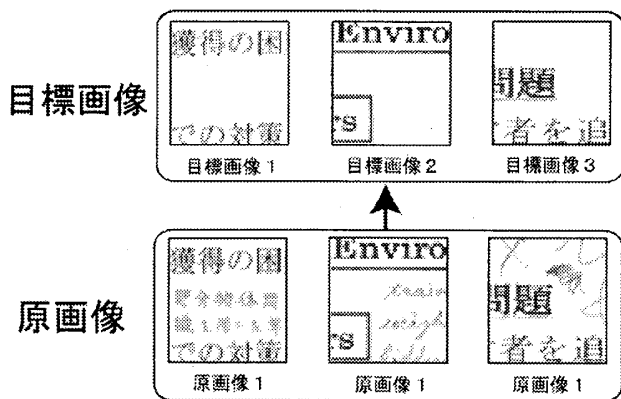 目標画像
獲得の困
での対策
目標画像1
Enviro
rs
目標画像2
問題
者を追
目標画像3
原画像
獲得の困
での対策
原画像1
Enviro
rs
原画像1
問題
者を追
原画像1